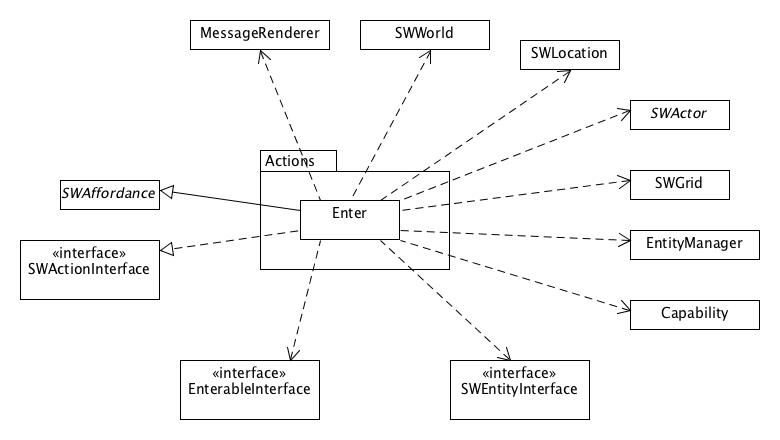 MessageRenderer
SWWorld
SWLocation
SWActor
Actions
SWAffordance
SWGrid
Enter
«interface»
SWActionInterface
EntityManager
Capability
«interface»
EnterableInterface
«interface»
SWEntityInterface